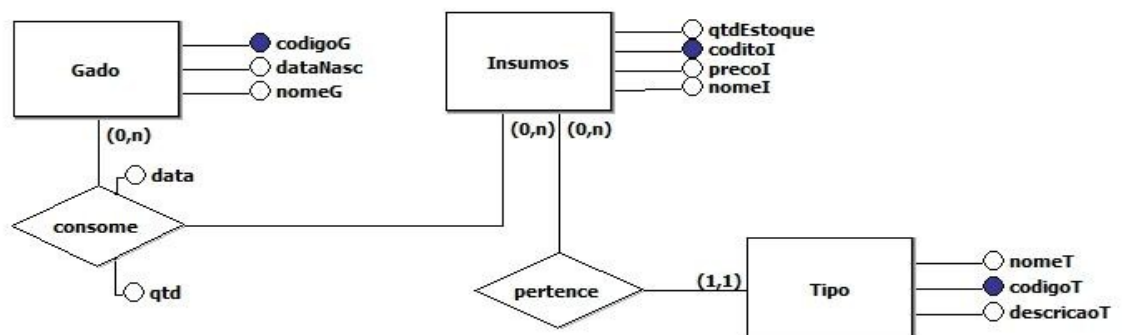 Gado
codigoG
dataNasc
nomeG
(0,n)
Insumos
qtdEstoque
coditoI
precoI
nomeI
(0,n)
(0,n)
data
consome
qtd
pertence
(1,1)
Tipo
nomeT
codigoT
descricaoT